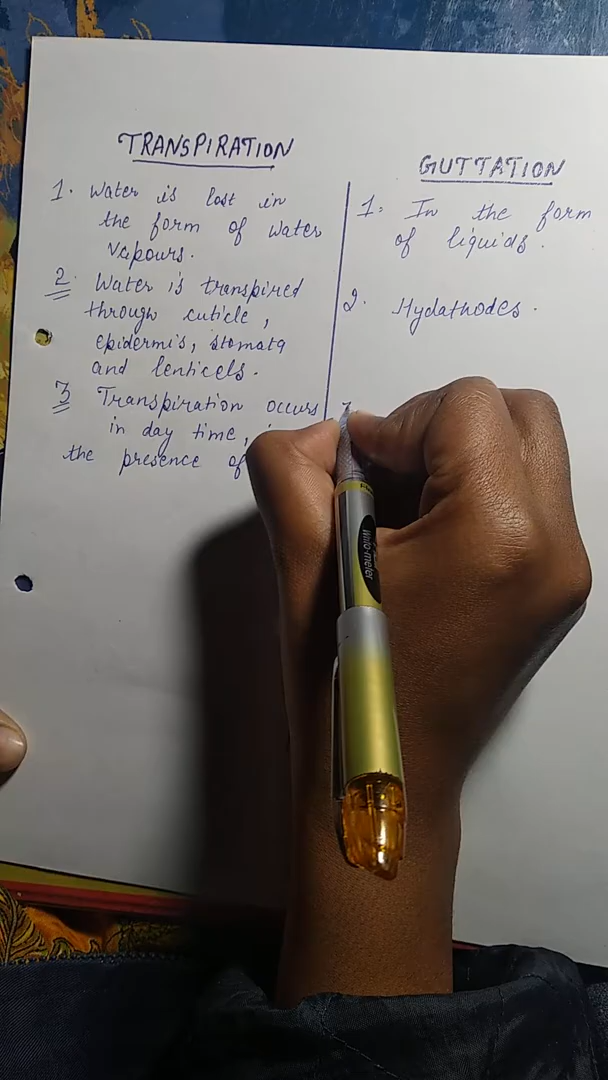 TRANSPIRATION
1. Water is lost in
the form of water
vapours.
2. Water is transpired
through cuticle,
epidermis, stomata
and lenticels.
3 Transpiration occurs
in day time,
the presence of
GUTTATION
1. In the form
of liquids.
2. Hydathodes.
Write-meter